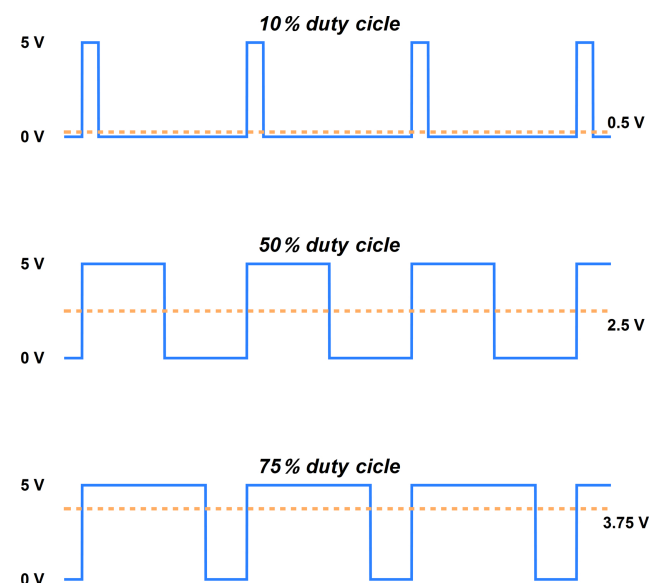 10% duty cicle
5 V
0.5 V
0 V
50% duty cicle
5 V
2.5 V
0 V
75% duty cicle
5 V
3.75 V
0 V